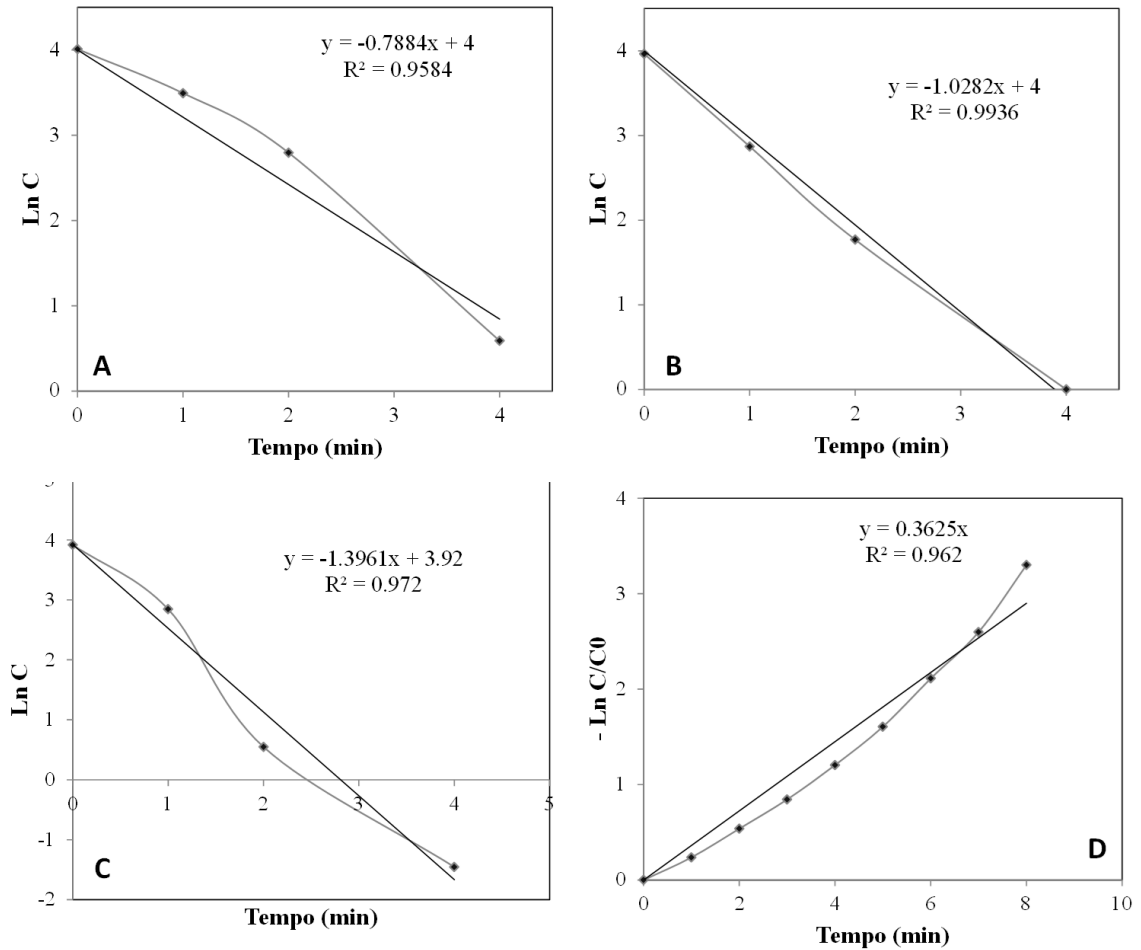 y = -0.7884x + 4
R² = 0.9584
4
3
2
1
0
Ln C
A
0 1 2 3 4
Tempo (min)
y = -1.0282x + 4
R² = 0.9936
4
3
2
1
0
Ln C
B
0 1 2 3 4
Tempo (min)
y = -1.3961x + 3.92
R² = 0.972
4
3
2
1
0
-1
-2
Ln C
0 1 2 3 4 5
C
Tempo (min)
y = 0.3625x
R² = 0.962
4
3
2
1
0
- Ln C/C0
D
0 2 4 6 8 10
Tempo (min)